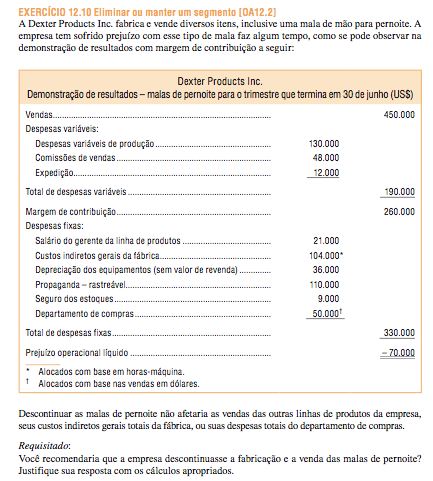 EXERCÍCIO 12.10 Eliminar ou manter um segmento [OA12.2]
A Dexter Products Inc. fabrica e vende diversos itens, inclusive uma mala de mão para pernoite. A
empresa tem sofrido prejuízo com esse tipo de mala faz algum tempo, como se pode observar na
demonstração de resultados com margem de contribuição a seguir:
Dexter Products Inc.
Demonstração de resultados – malas de pernoite para o trimestre que termina em 30 de junho (US$)
Vendas 450.000
Despesas variáveis:
Despesas variáveis de produção 130.000
Comissões de vendas 48.000
Expedição 12.000
Total de despesas variáveis 190.000
Margem de contribuição 260.000
Despesas fixas:
Salário do gerente da linha de produtos 21.000
Custos indiretos gerais da fábrica 104.000*
Depreciação dos equipamentos (sem valor de revenda) 36.000
Propaganda – rastreável 110.000
Seguro dos estoques 9.000
Departamento de compras 50.000†
Total de despesas fixas 330.000
Prejuízo operacional líquido –70.000
* Alocados com base em horas-máquina.
† Alocados com base nas vendas em dólares.
Descontinuar as malas de pernoite não afetaria as vendas das outras linhas de produtos da empresa,
seus custos indiretos gerais totais da fábrica, ou suas despesas totais do departamento de compras.
Requisitado:
Você recomendaria que a empresa descontinuasse a fabricação e a venda das malas de pernoite?
Justifique sua resposta com os cálculos apropriados.